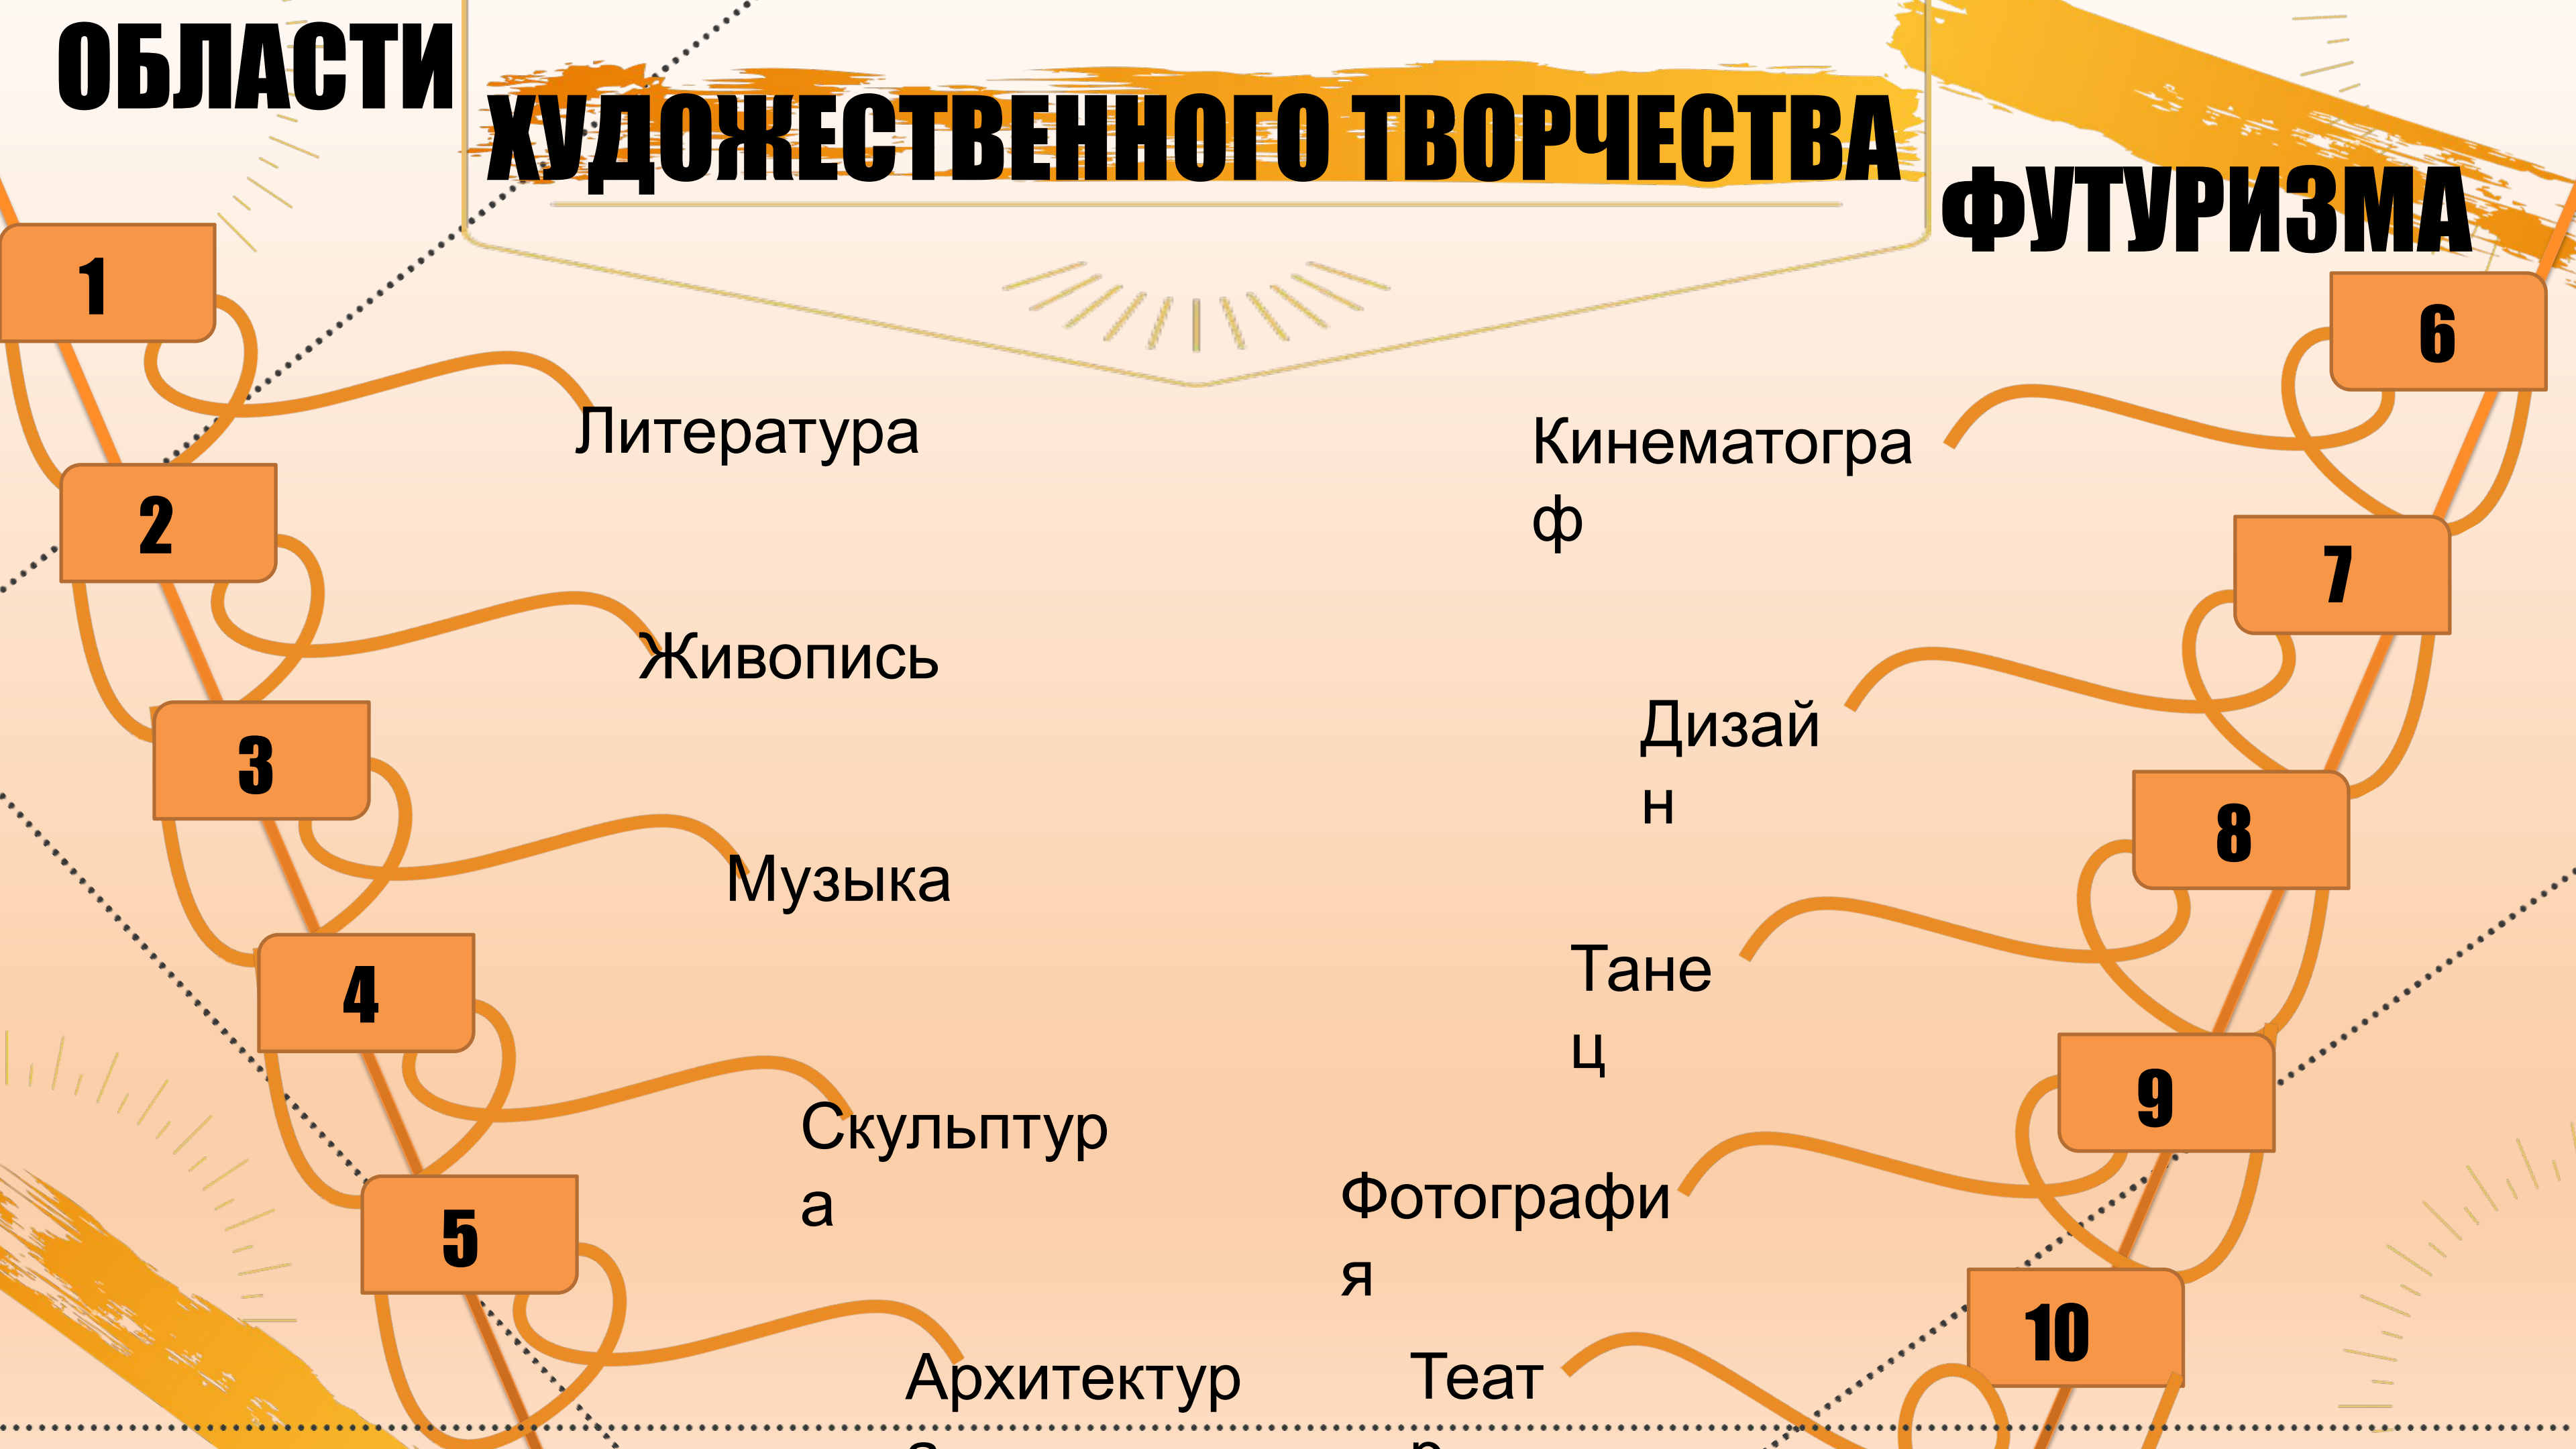 ОБЛАСТИ
ХУДОЖЕСТВЕННОГО ТВОРЧЕСТВА
ФУТУРИЗМА
1
Литература
2
Живопись
3
Музыка
4
Скульптур
а
5
Архитектур
а
6
Кинематогра
ф
7
Дизай
н
8
Тане
ц
9
Фотографи
я
10
Театр
р